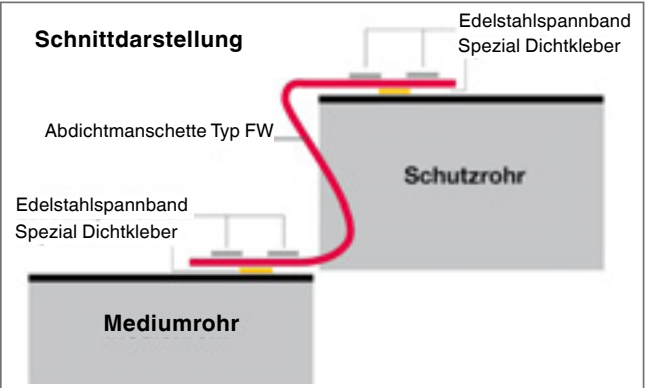 Schnittdarstellung
Edelstahlspannband
Spezial Dichtkleber
Abdichtmanschette Typ FW
Schutzrohr
Edelstahlspannband
Spezial Dichtkleber
Mediumrohr